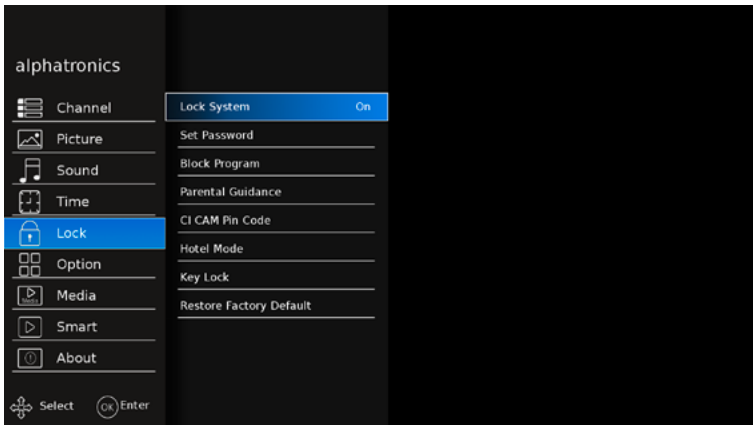 alphatronics
Channel
Picture
Sound
Time
Lock
Option
Media
Smart
About
Select OK Enter
Lock System On
Set Password
Block Program
Parental Guidance
CI CAM Pin Code
Hotel Mode
Key Lock
Restore Factory Default